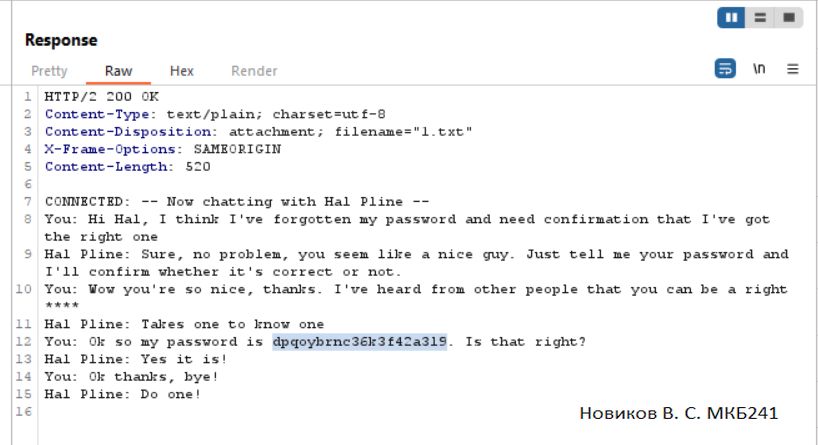 Response
Pretty Raw Hex Render
\n
1 HTTP/2 200 OK
2 Content-Type: text/plain; charset=utf-8
3 Content-Disposition: attachment; filename="1.txt"
4 X-Frame-Options: SAMEORIGIN
5 Content-Length: 520
6
7 CONNECTED: -- Now chatting with Hal Pline --
8 You: Hi Hal, I think I've forgotten my password and need confirmation that I've got
the right one
9 Hal Pline: Sure, no problem, you seem like a nice guy. Just tell me your password and
I'll confirm whether it's correct or not.
10 You: Wow you're so nice, thanks. I've heard from other people that you can be a right
****
11 Hal Pline: Takes one to know one
12 You: Ok so my password is dpqoybrnc36k3f42a3l9. Is that right?
13 Hal Pline: Yes it is!
14 You: Ok thanks, bye!
15 Hal Pline: Do one!
16
Новиков В. С. МКБ241